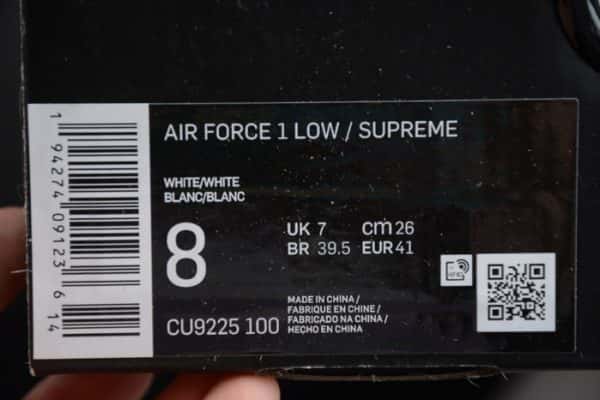 AIR FORCE 1 LOW / SUPREME
WHITE/WHITE
BLANC/BLANC
8
UK 7 cm 26
BR 39.5 EUR 41
CU9225 100
MADE IN CHINA /
FABRIQUE EN CHINE /
FABRICADO NA CHINA /
HECHO EN CHINA
1 94274 09123 6 14